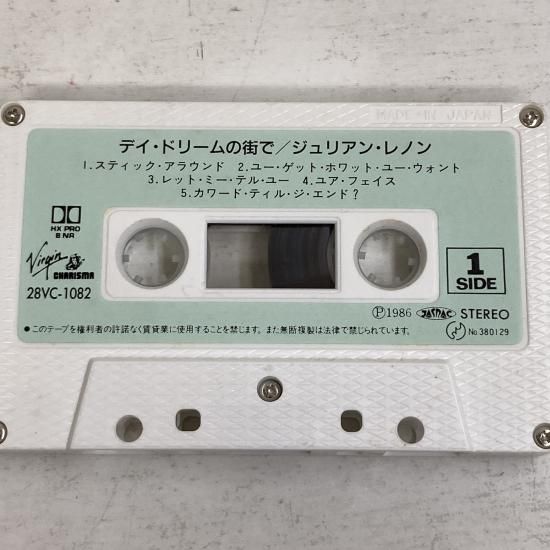 MADE IN JAPAN
デイ・ドリームの街で／ジュリアン・レノン
1.スティック・アラウンド 2.ユー・ゲット・ホワット・ユー・ウォント
3.レット・ミー・テル・ユー 4.ユア・フェイス
5.カワード・ティル・ジ・エンド？
HX PRO
B NR
Virgin CHARISMA
28VC-1082
1
SIDE
Ⓟ1986 JASRAC STEREO
No 380129
●このテープを権利者の許諾なく賃貸業に使用することを禁じます。また無断複製は法律で禁じられています。